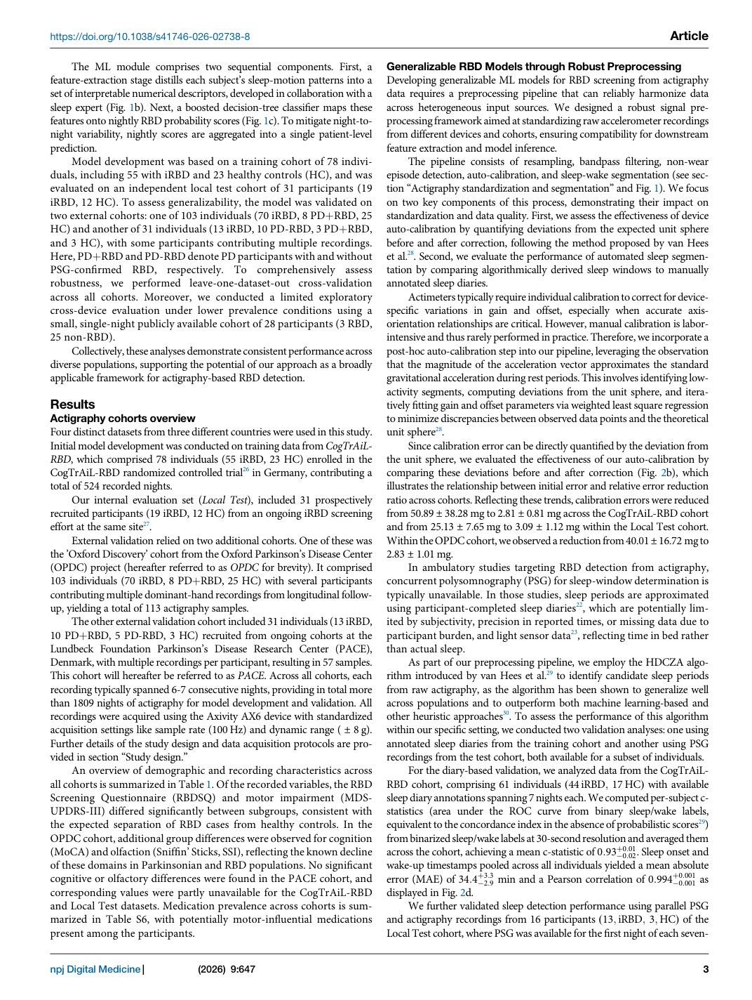 https://doi.org/10.1038/s41746-026-02738-8
Article
The ML module comprises two sequential components. First, a
feature-extraction stage distills each subject's sleep-motion patterns into a
set of interpretable numerical descriptors, developed in collaboration with a
sleep expert (Fig. 1b). Next, a boosted decision-tree classifier maps these
features onto nightly RBD probability scores (Fig. 1c). To mitigate night-to-
night variability, nightly scores are aggregated into a single patient-level
prediction.
Model development was based on a training cohort of 78 indivi-
duals, including 55 with iRBD and 23 healthy controls (HC), and was
evaluated on an independent local test cohort of 31 participants (19
iRBD, 12 HC). To assess generalizability, the model was validated on
two external cohorts: one of 103 individuals (70 iRBD, 8 PD+RBD, 25
HC) and another of 31 individuals (13 iRBD, 10 PD-RBD, 3 PD+RBD,
and 3 HC), with some participants contributing multiple recordings.
Here, PD+RBD and PD-RBD denote PD participants with and without
PSG-confirmed RBD, respectively. To comprehensively assess
robustness, we performed leave-one-dataset-out cross-validation
across all cohorts. Moreover, we conducted a limited exploratory
cross-device evaluation under lower prevalence conditions using a
small, single-night publicly available cohort of 28 participants (3 RBD,
25 non-RBD).
Collectively, these analyses demonstrate consistent performance across
diverse populations, supporting the potential of our approach as a broadly
applicable framework for actigraphy-based RBD detection.
Results
Actigraphy cohorts overview
Four distinct datasets from three different countries were used in this study.
Initial model development was conducted on training data from CogTrAiL-
RBD, which comprised 78 individuals (55 iRBD, 23 HC) enrolled in the
CogTrAiL-RBD randomized controlled trial26 in Germany, contributing a
total of 524 recorded nights.
Our internal evaluation set (Local Test), included 31 prospectively
recruited participants (19 iRBD, 12 HC) from an ongoing iRBD screening
effort at the same site27.
External validation relied on two additional cohorts. One of these was
the 'Oxford Discovery' cohort from the Oxford Parkinson's Disease Center
(OPDC) project (hereafter referred to as OPDC for brevity). It comprised
103 individuals (70 iRBD, 8 PD+RBD, 25 HC) with several participants
contributing multiple dominant-hand recordings from longitudinal follow-
up, yielding a total of 113 actigraphy samples.
The other external validation cohort included 31 individuals (13 iRBD,
10 PD+RBD, 5 PD-RBD, 3 HC) recruited from ongoing cohorts at the
Lundbeck Foundation Parkinson's Disease Research Center (PACE),
Denmark, with multiple recordings per participant, resulting in 57 samples.
This cohort will hereafter be referred to as PACE. Across all cohorts, each
recording typically spanned 6-7 consecutive nights, providing in total more
than 1809 nights of actigraphy for model development and validation. All
recordings were acquired using the Axivity AX6 device with standardized
acquisition settings like sample rate (100 Hz) and dynamic range ( ± 8 g).
Further details of the study design and data acquisition protocols are pro-
vided in section “Study design.”
An overview of demographic and recording characteristics across
all cohorts is summarized in Table 1. Of the recorded variables, the RBD
Screening Questionnaire (RBDSQ) and motor impairment (MDS-
UPDRS-III) differed significantly between subgroups, consistent with
the expected separation of RBD cases from healthy controls. In the
OPDC cohort, additional group differences were observed for cognition
(MoCA) and olfaction (Sniffin' Sticks, SSI), reflecting the known decline
of these domains in Parkinsonian and RBD populations. No significant
cognitive or olfactory differences were found in the PACE cohort, and
corresponding values were partly unavailable for the CogTrAiL-RBD
and Local Test datasets. Medication prevalence across cohorts is sum-
marized in Table S6, with potentially motor-influential medications
present among the participants.
Generalizable RBD Models through Robust Preprocessing
Developing generalizable ML models for RBD screening from actigraphy
data requires a preprocessing pipeline that can reliably harmonize data
across heterogeneous input sources. We designed a robust signal pre-
processing framework aimed at standardizing raw accelerometer recordings
from different devices and cohorts, ensuring compatibility for downstream
feature extraction and model inference.
The pipeline consists of resampling, bandpass filtering, non-wear
episode detection, auto-calibration, and sleep-wake segmentation (see sec-
tion “Actigraphy standardization and segmentation” and Fig. 1). We focus
on two key components of this process, demonstrating their impact on
standardization and data quality. First, we assess the effectiveness of device
auto-calibration by quantifying deviations from the expected unit sphere
before and after correction, following the method proposed by van Hees
et al.28. Second, we evaluate the performance of automated sleep segmen-
tation by comparing algorithmically derived sleep windows to manually
annotated sleep diaries.
Actimeters typically require individual calibration to correct for device-
specific variations in gain and offset, especially when accurate axis-
orientation relationships are critical. However, manual calibration is labor-
intensive and thus rarely performed in practice. Therefore, we incorporate a
post-hoc auto-calibration step into our pipeline, leveraging the observation
that the magnitude of the acceleration vector approximates the standard
gravitational acceleration during rest periods. This involves identifying low-
activity segments, computing deviations from the unit sphere, and itera-
tively fitting gain and offset parameters via weighted least square regression
to minimize discrepancies between observed data points and the theoretical
unit sphere28.
Since calibration error can be directly quantified by the deviation from
the unit sphere, we evaluated the effectiveness of our auto-calibration by
comparing these deviations before and after correction (Fig. 2b), which
illustrates the relationship between initial error and relative error reduction
ratio across cohorts. Reflecting these trends, calibration errors were reduced
from 50.89 ± 38.28 mg to 2.81 ± 0.81 mg across the CogTrAiL-RBD cohort
and from 25.13 ± 7.65 mg to 3.09 ± 1.12 mg within the Local Test cohort.
Within the OPDC cohort, we observed a reduction from 40.01 ± 16.72 mg to
2.83 ± 1.01 mg.
In ambulatory studies targeting RBD detection from actigraphy,
concurrent polysomnography (PSG) for sleep-window determination is
typically unavailable. In those studies, sleep periods are approximated
using participant-completed sleep diaries22, which are potentially lim-
ited by subjectivity, precision in reported times, or missing data due to
participant burden, and light sensor data23, reflecting time in bed rather
than actual sleep.
As part of our preprocessing pipeline, we employ the HDCZA algo-
rithm introduced by van Hees et al.29 to identify candidate sleep periods
from raw actigraphy, as the algorithm has been shown to generalize well
across populations and to outperform both machine learning-based and
other heuristic approaches30. To assess the performance of this algorithm
within our specific setting, we conducted two validation analyses: one using
annotated sleep diaries from the training cohort and another using PSG
recordings from the test cohort, both available for a subset of individuals.
For the diary-based validation, we analyzed data from the CogTrAiL-
RBD cohort, comprising 61 individuals (44 iRBD, 17 HC) with available
sleep diary annotations spanning 7 nights each. We computed per-subject c-
statistics (area under the ROC curve from binary sleep/wake labels,
equivalent to the concordance index in the absence of probabilistic scores29)
from binarized sleep/wake labels at 30-second resolution and averaged them
across the cohort, achieving a mean c-statistic of 0.93+0.01−0.02. Sleep onset and
wake-up timestamps pooled across all individuals yielded a mean absolute
error (MAE) of 34.4+3.3−2.9 min and a Pearson correlation of 0.994+0.001−0.001 as
displayed in Fig. 2d.
We further validated sleep detection performance using parallel PSG
and actigraphy recordings from 16 participants (13, iRBD, 3, HC) of the
Local Test cohort, where PSG was available for the first night of each seven-
npj Digital Medicine | (2026) 9:647
3